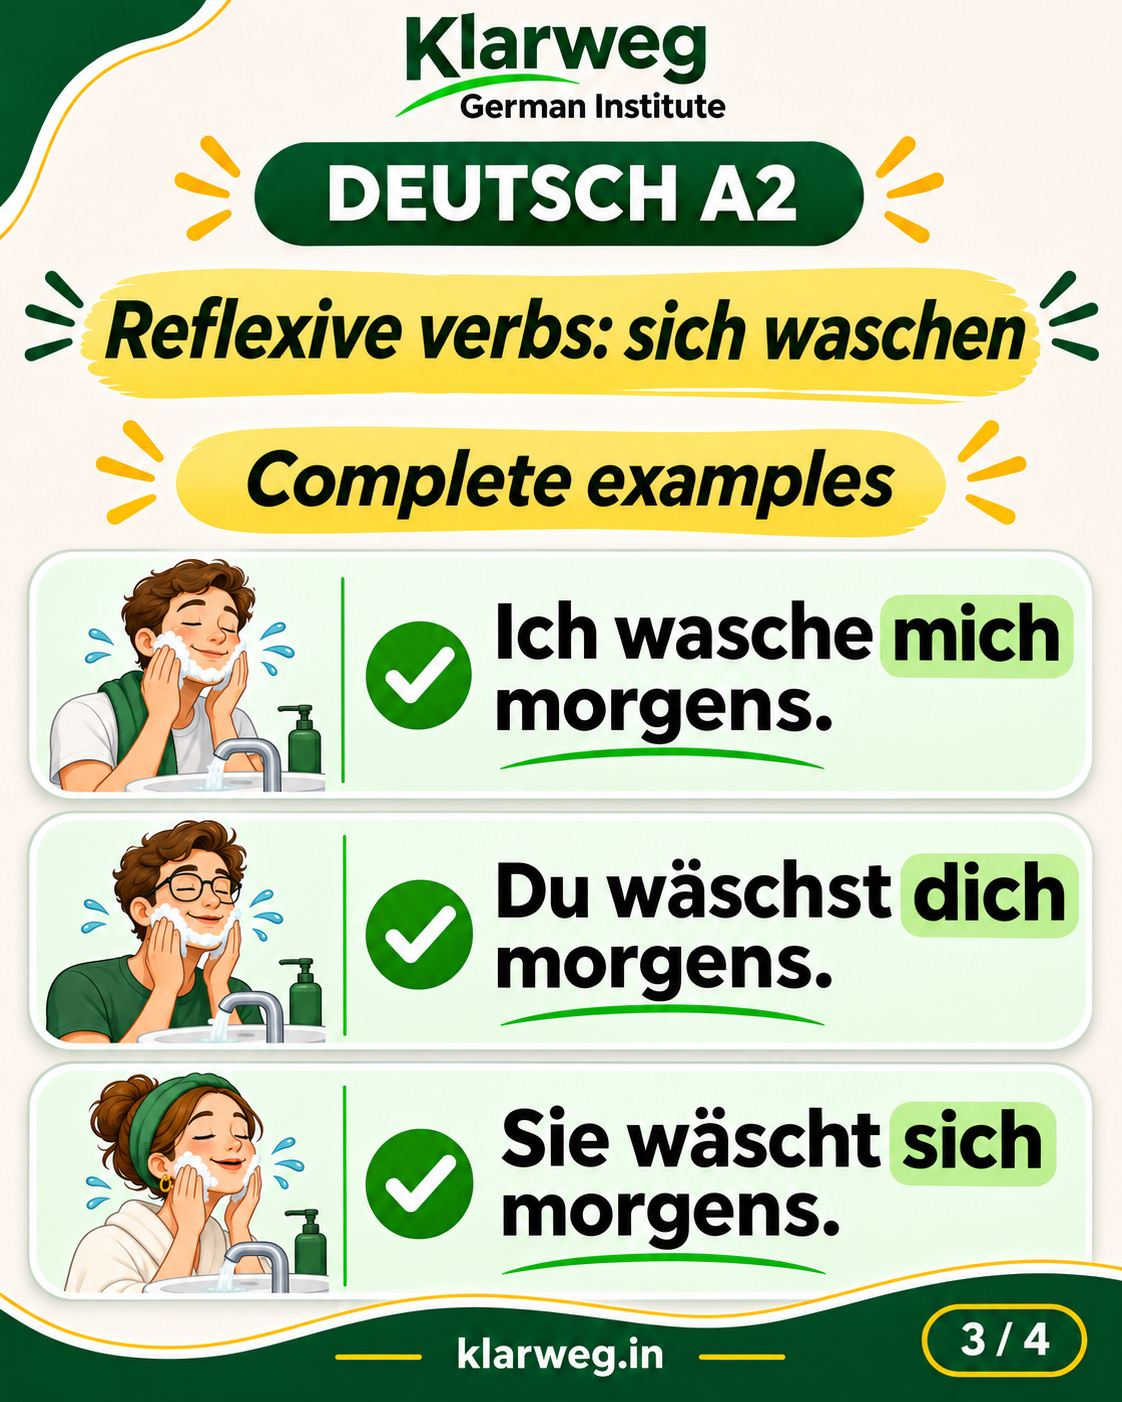 Klarweg
German Institute
DEUTSCH A2
Reflexive verbs: sich waschen
Complete examples
Ich wasche mich
morgens.
Du wäschst dich
morgens.
Sie wäscht sich
morgens.
klarweg.in
3 / 4